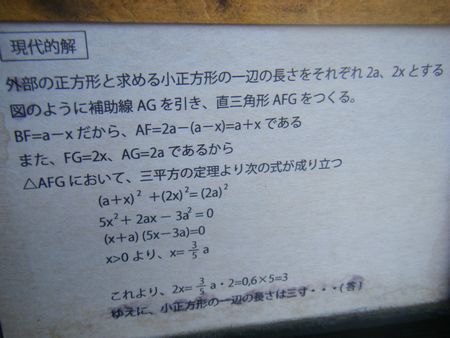 現代的解
外部の正方形と求める小正方形の一辺の長さをそれぞれ2a、2xとする
図のように補助線AGを引き、直三角形AFGをつくる。
BF=a−xだから、AF=2a−(a−x)=a+xである
また、FG=2x、AG=2aであるから
△AFGにおいて、三平方の定理より次の式が成り立つ
(a+x)²+(2x)²=(2a)²
5x²+2ax−3a²=0
(x+a)(5x−3a)=0
x>0より、x=3/5a
これより、2x=3/5a・2=0,6×5=3
ゆえに、小正方形の一辺の長さは三寸・・・(答)